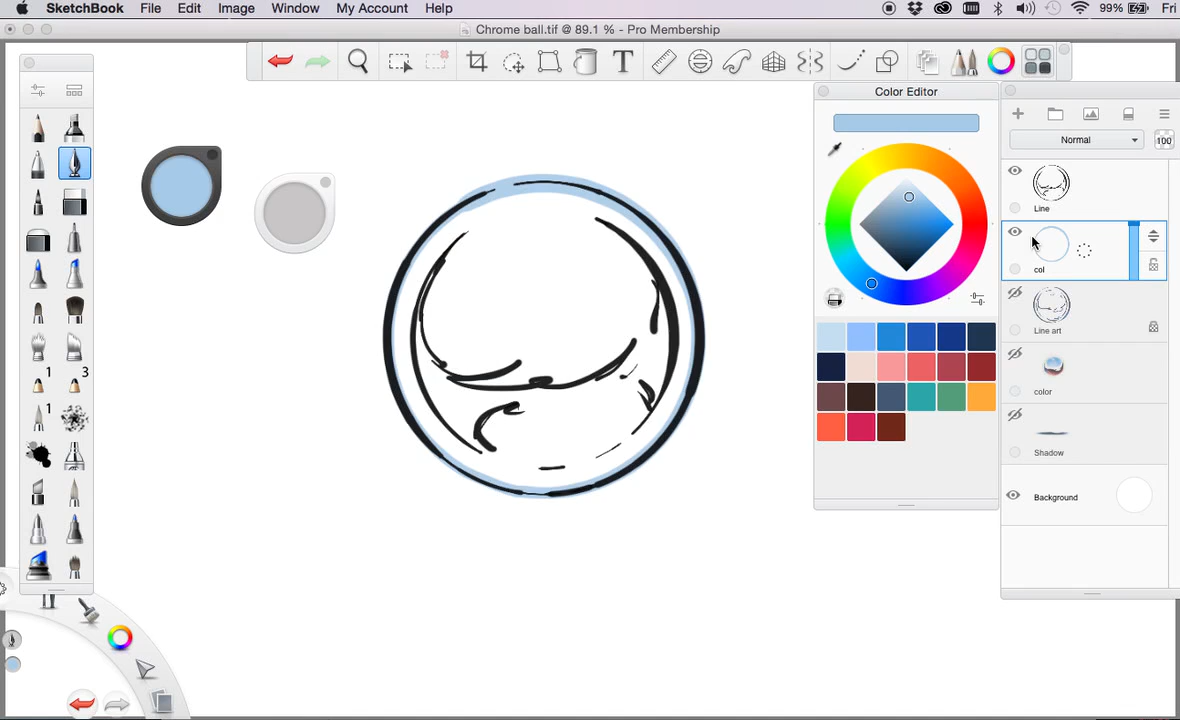 SketchBook File Edit Image Window My Account Help 99% Fri
Chrome ball.tif @ 89.1 % - Pro Membership
T
Color Editor
Normal
100
Line
col
Line art
color
Shadow
Background
1
3
1